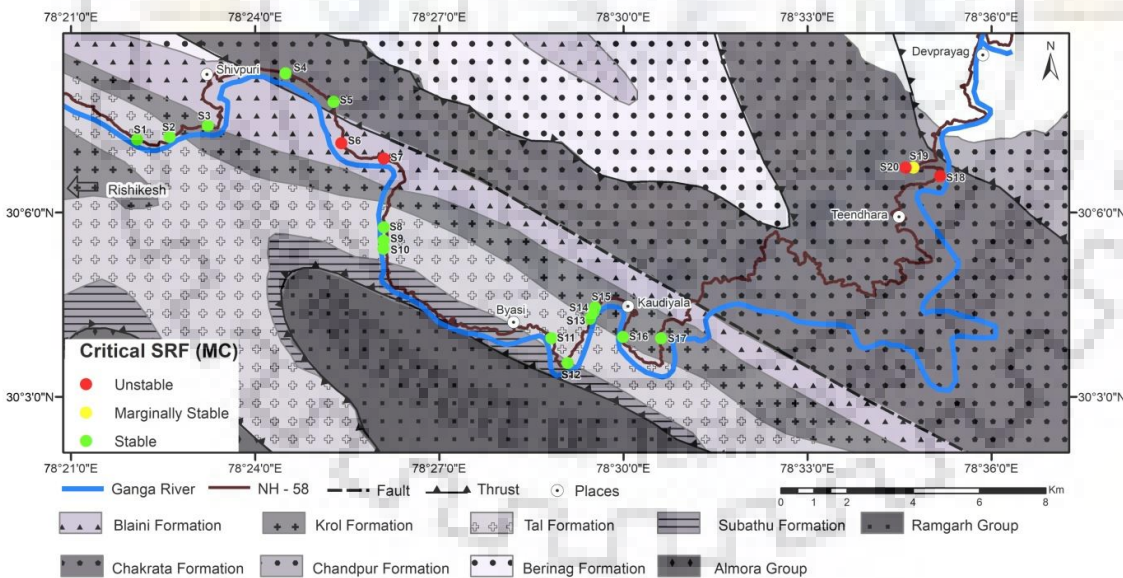 78°21'0"E 78°24'0"E 78°27'0"E 78°30'0"E 78°33'0"E 78°36'0"E
Devprayag
N
Shivpuri
S4
S5
S1 S2 S3
S6
S7
S19
S20
S18
Rishikesh
30°6'0"N
30°6'0"N
Teendhara
S8
S9
S10
S15
S14
S13
Kaudiyala
Byasi
S11
S16
S17
S12
30°3'0"N
30°3'0"N
Critical SRF (MC)
Unstable
Marginally Stable
Stable
78°21'0"E 78°24'0"E 78°27'0"E 78°30'0"E 78°33'0"E 78°36'0"E
Ganga River NH - 58 Fault Thrust Places
Km
0 1 2 4 6 8
Blaini Formation Krol Formation Tal Formation Subathu Formation Ramgarh Group
Chakrata Formation Chandpur Formation Berinag Formation Almora Group